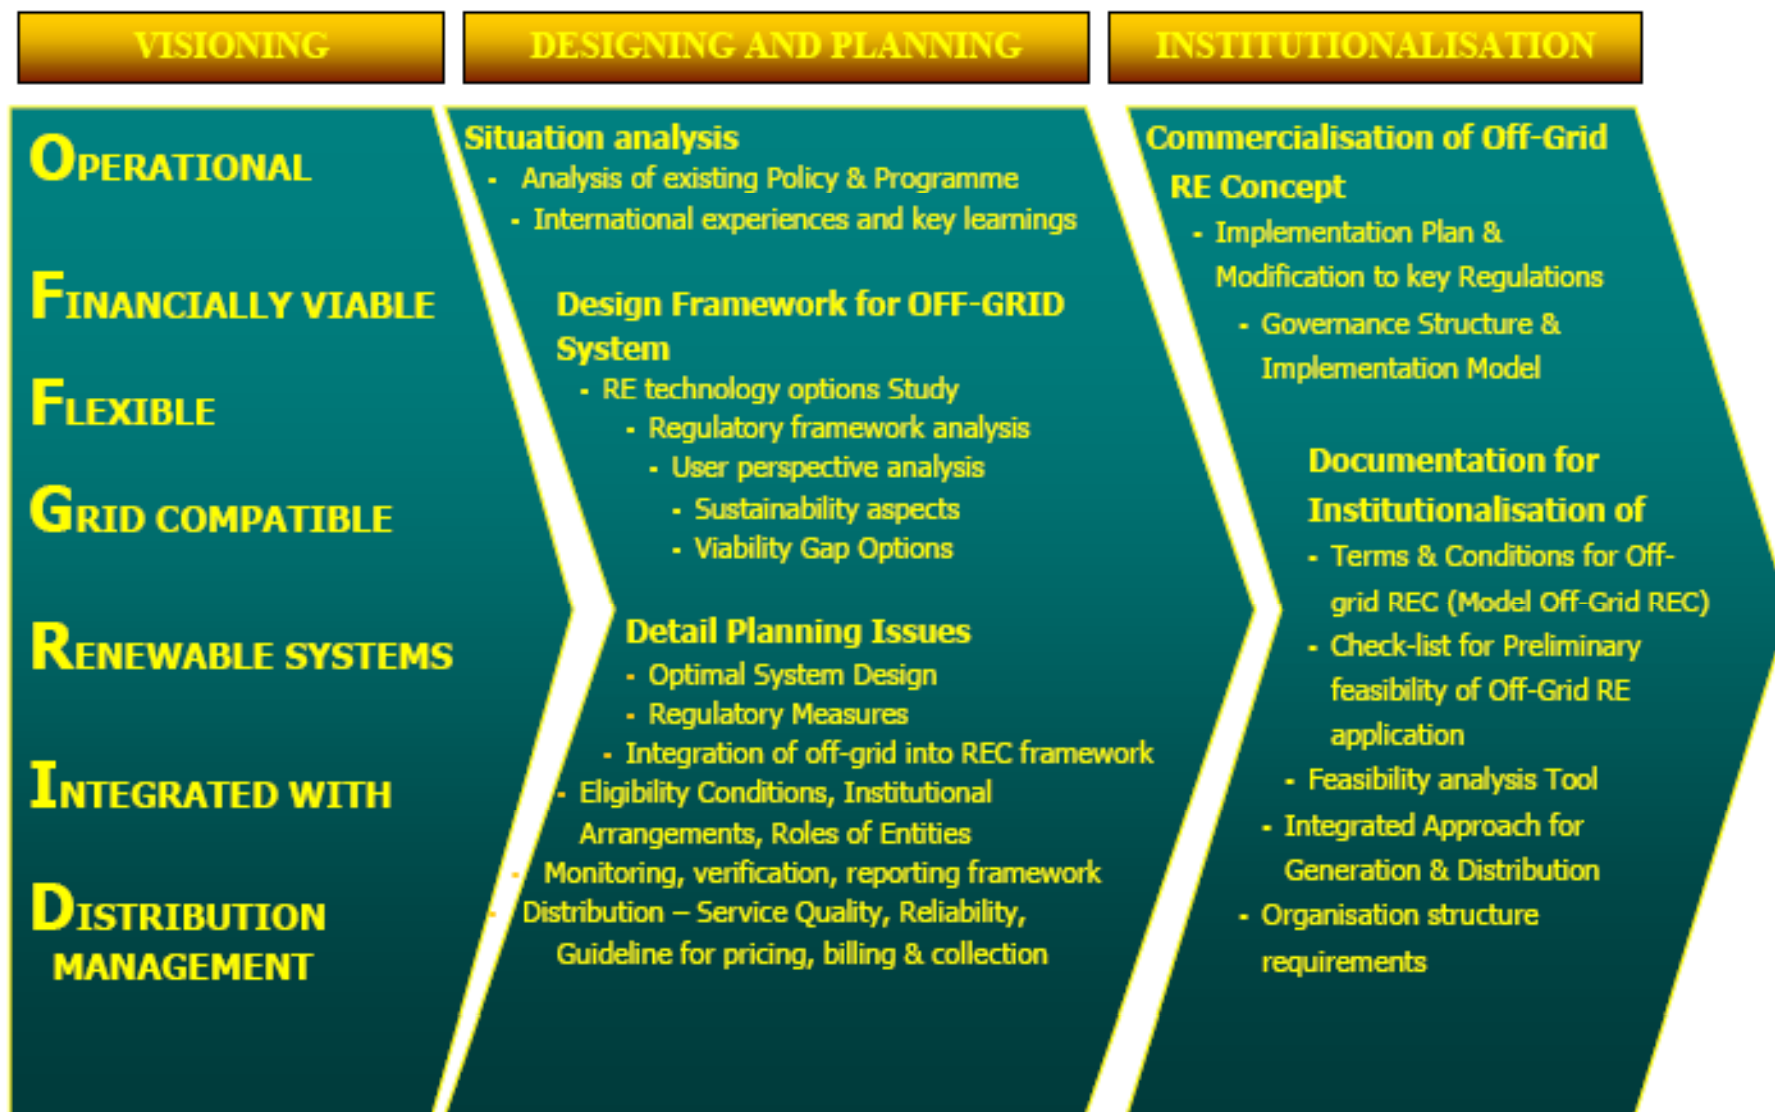 VISIONING
OPERATIONAL
FINANCIALLY VIABLE
FLEXIBLE
GRID COMPATIBLE
RENEWABLE SYSTEMS
INTEGRATED WITH
DISTRIBUTION
MANAGEMENT
DESIGNING AND PLANNING
Situation analysis
- Analysis of existing Policy & Programme
- International experiences and key learnings
Design Framework for OFF-GRID
System
- RE technology options Study
- Regulatory framework analysis
- User perspective analysis
- Sustainability aspects
- Viability Gap Options
Detail Planning Issues
- Optimal System Design
- Regulatory Measures
- Integration of off-grid into REC framework
- Eligibility Conditions, Institutional
Arrangements, Roles of Entities
- Monitoring, verification, reporting framework
- Distribution – Service Quality, Reliability,
Guideline for pricing, billing & collection
INSTITUTIONALISATION
Commercialisation of Off-Grid
RE Concept
- Implementation Plan &
Modification to key Regulations
- Governance Structure &
Implementation Model
Documentation for
Institutionalisation of
- Terms & Conditions for Off-
grid REC (Model Off-Grid REC)
- Check-list for Preliminary
feasibility of Off-Grid RE
application
- Feasibility analysis Tool
- Integrated Approach for
Generation & Distribution
- Organisation structure
requirements